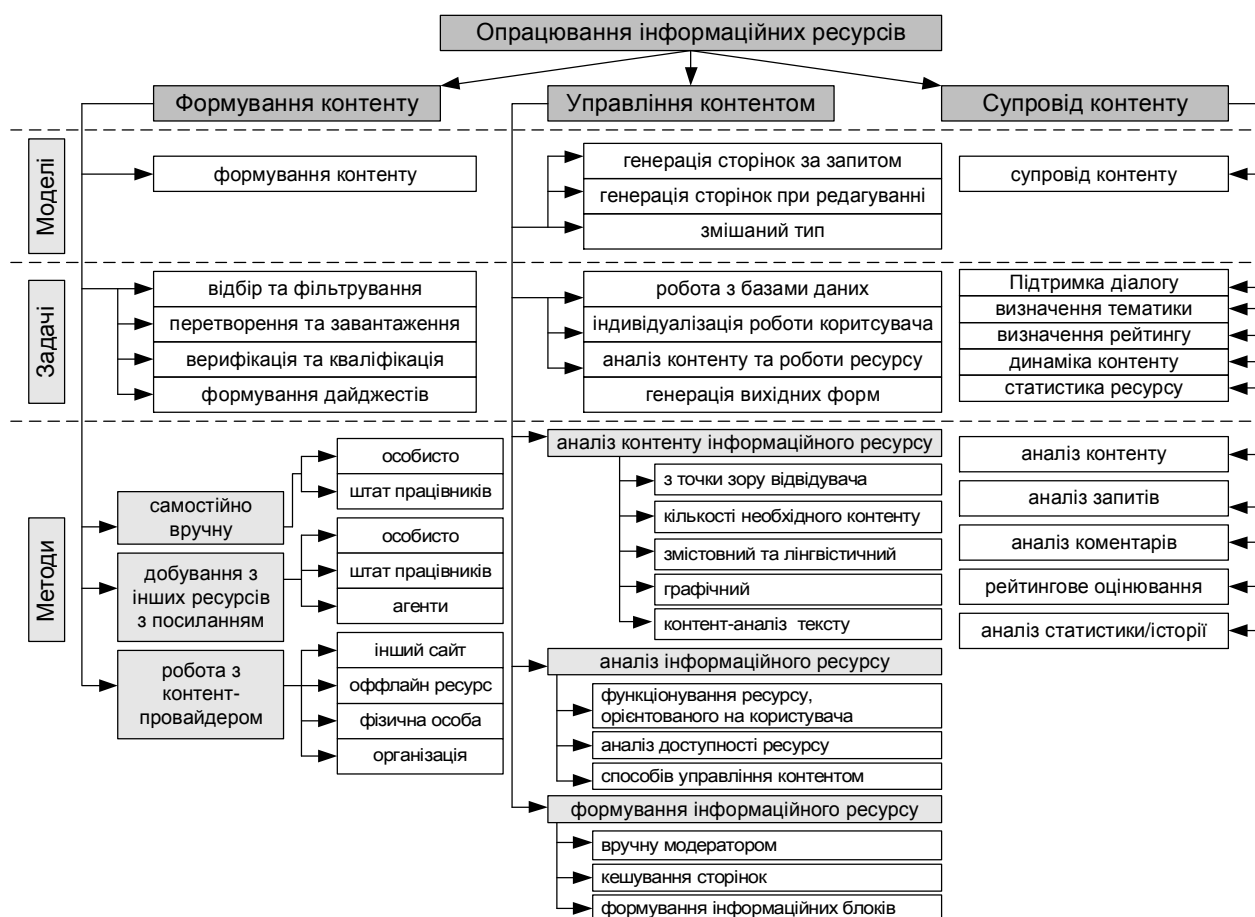 Опрацювання інформаційних ресурсів
Формування контенту
Управління контентом
Супровід контенту
Моделі
формування контенту
генерація сторінок за запитом
генерація сторінок при редагуванні
змішаний тип
супровід контенту
Задачі
відбір та фільтрування
перетворення та завантаження
верифікація та кваліфікація
формування дайджестів
робота з базами даних
індивідуалізація роботи коритсувача
аналіз контенту та роботи ресурсу
генерація вихідних форм
Підтримка діалогу
визначення тематики
визначення рейтингу
динаміка контенту
статистика ресурсу
Методи
самостійно
вручну
особисто
штат працівників
добування з
інших ресурсів
з посиланням
особисто
штат працівників
агенти
робота з
контент-
провайдером
інший сайт
оффлайн ресурс
фізична особа
організація
аналіз контенту інформаційного ресурсу
з точки зору відвідувача
кількості необхідного контенту
змістовний та лінгвістичний
графічний
контент-аналіз тексту
аналіз інформаційного ресурсу
функціонування ресурсу,
орієнтованого на користувача
аналіз доступності ресурсу
способів управління контентом
формування інформаційного ресурсу
вручну модератором
кешування сторінок
формування інформаційних блоків
аналіз контенту
аналіз запитів
аналіз коментарів
рейтингове оцінювання
аналіз статистики/історії